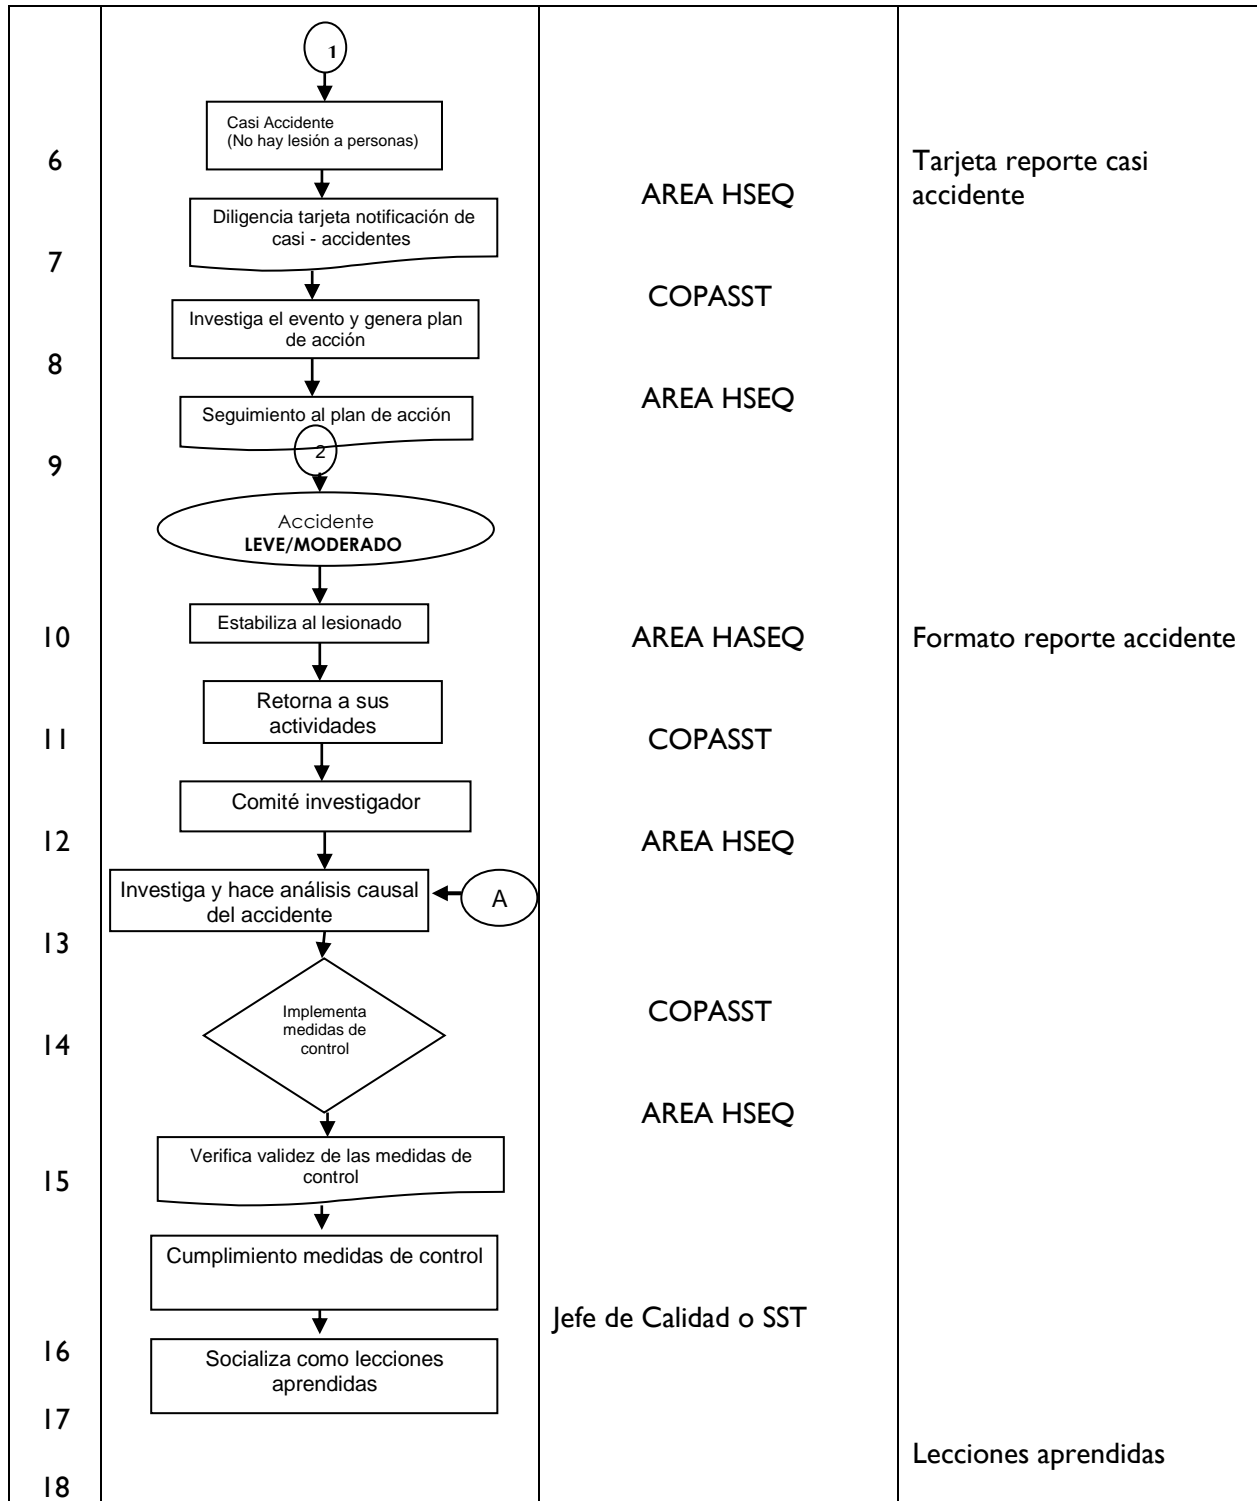 1
Casi Accidente
(No hay lesión a personas)
6
Tarjeta reporte casi
accidente
AREA HSEQ
Diligencia tarjeta notificación de
casi - accidentes
7
COPASST
Investiga el evento y genera plan
de acción
8
AREA HSEQ
Seguimiento al plan de acción
2
9
Accidente
LEVE/MODERADO
Estabiliza al lesionado
10
AREA HASEQ
Formato reporte accidente
Retorna a sus
actividades
11
COPASST
Comité investigador
12
AREA HSEQ
Investiga y hace análisis causal
del accidente
A
13
Implementa
medidas de
control
COPASST
14
AREA HSEQ
Verifica validez de las medidas de
control
15
Cumplimiento medidas de control
Jefe de Calidad o SST
16
Socializa como lecciones
aprendidas
17
Lecciones aprendidas
18